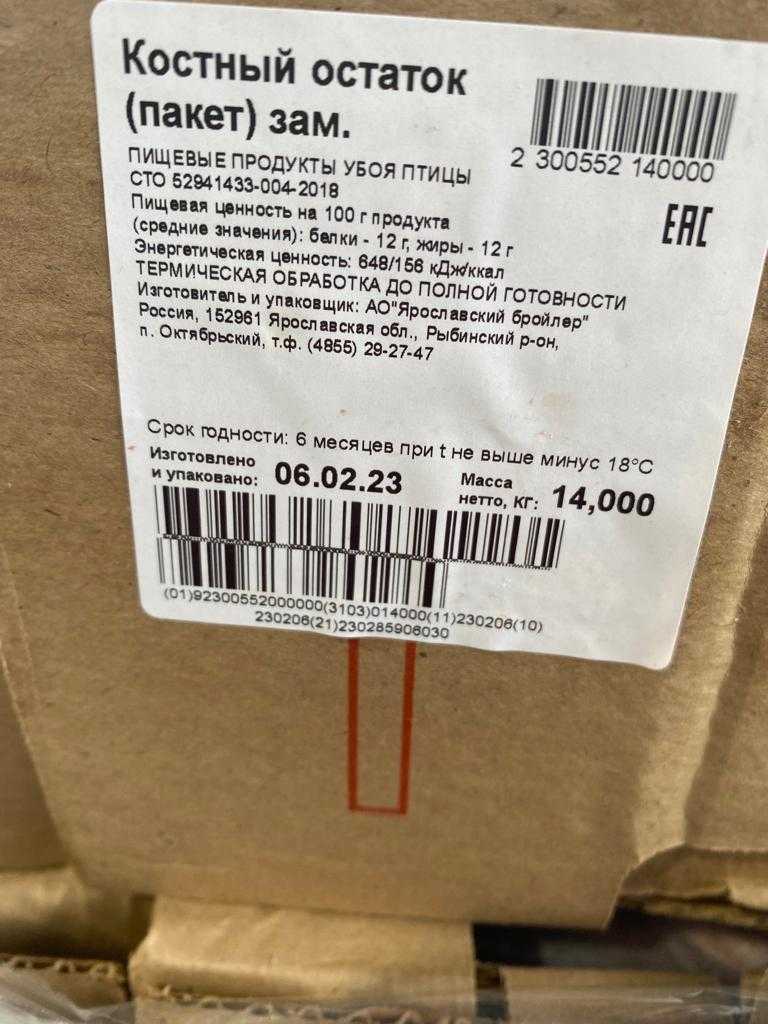 Костный остаток
(пакет) зам.
2 300552 140000
ПИЩЕВЫЕ ПРОДУКТЫ УБОЯ ПТИЦЫ
СТО 52941433-004-2018
Пищевая ценность на 100 г продукта
(средние значения): белки - 12 г, жиры - 12 г
Энергетическая ценность: 648/156 кДж/ккал
ТЕРМИЧЕСКАЯ ОБРАБОТКА ДО ПОЛНОЙ ГОТОВНОСТИ
Изготовитель и упаковщик: АО"Ярославский бройлер"
Россия, 152961 Ярославская обл., Рыбинский р-он,
п. Октябрьский, т.ф. (4855) 29-27-47
EAC
Срок годности: 6 месяцев при t не выше минус 18°C
Изготовлено
и упаковано: 06.02.23
Масса
нетто, кг: 14,000
(01)92300552000000(3103)014000(11)230206(10)
230206(21)230285906030